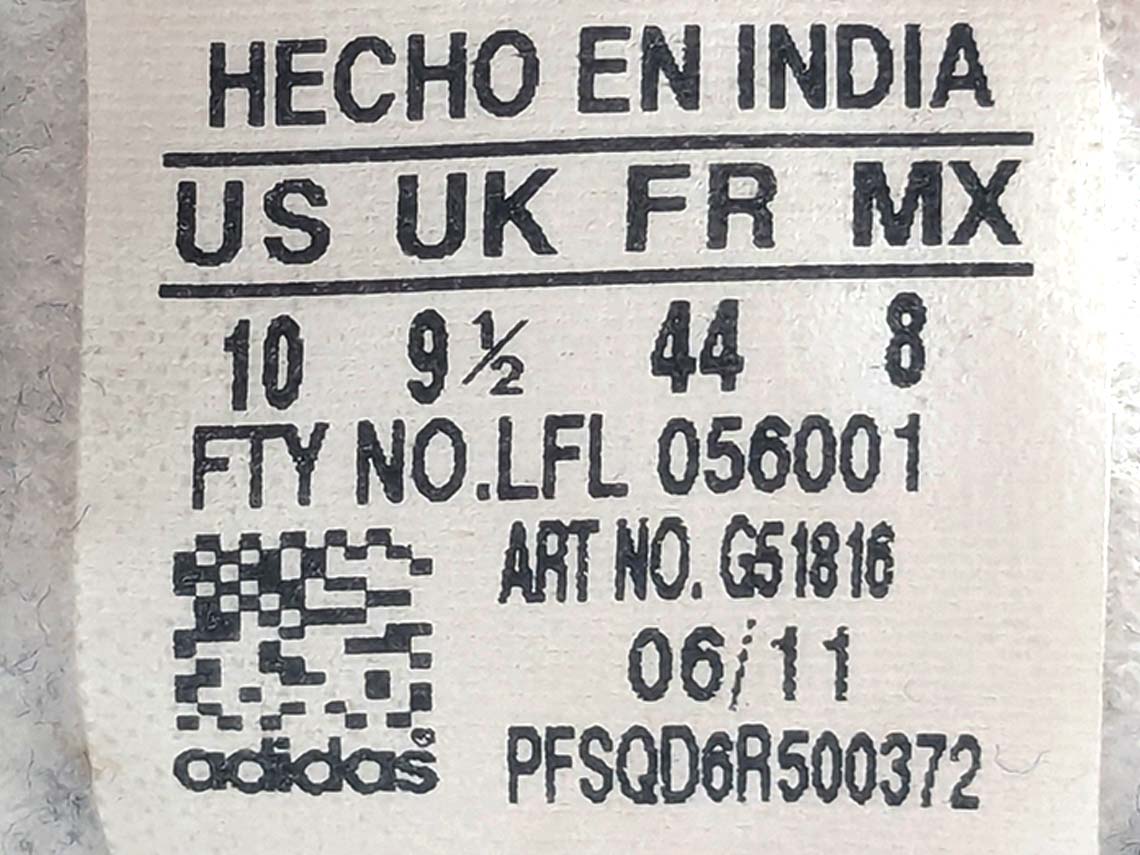 HECHO EN INDIA
US UK FR MX
10 9½ 44 8
FTY NO.LFL 056001
ART NO. G51816
06/11
adidas® PFSQD6R500372